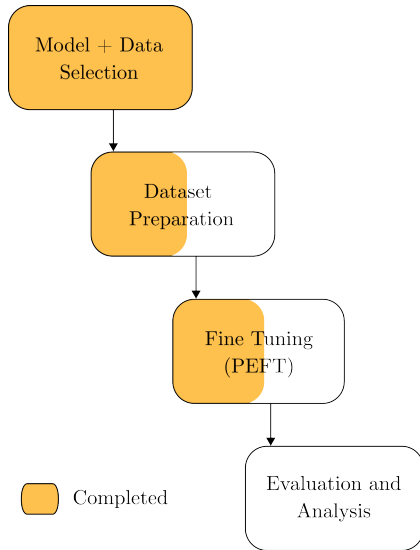 Model + Data
Selection
Dataset
Preparation
Fine Tuning
(PEFT)
Evaluation and
Analysis
Completed